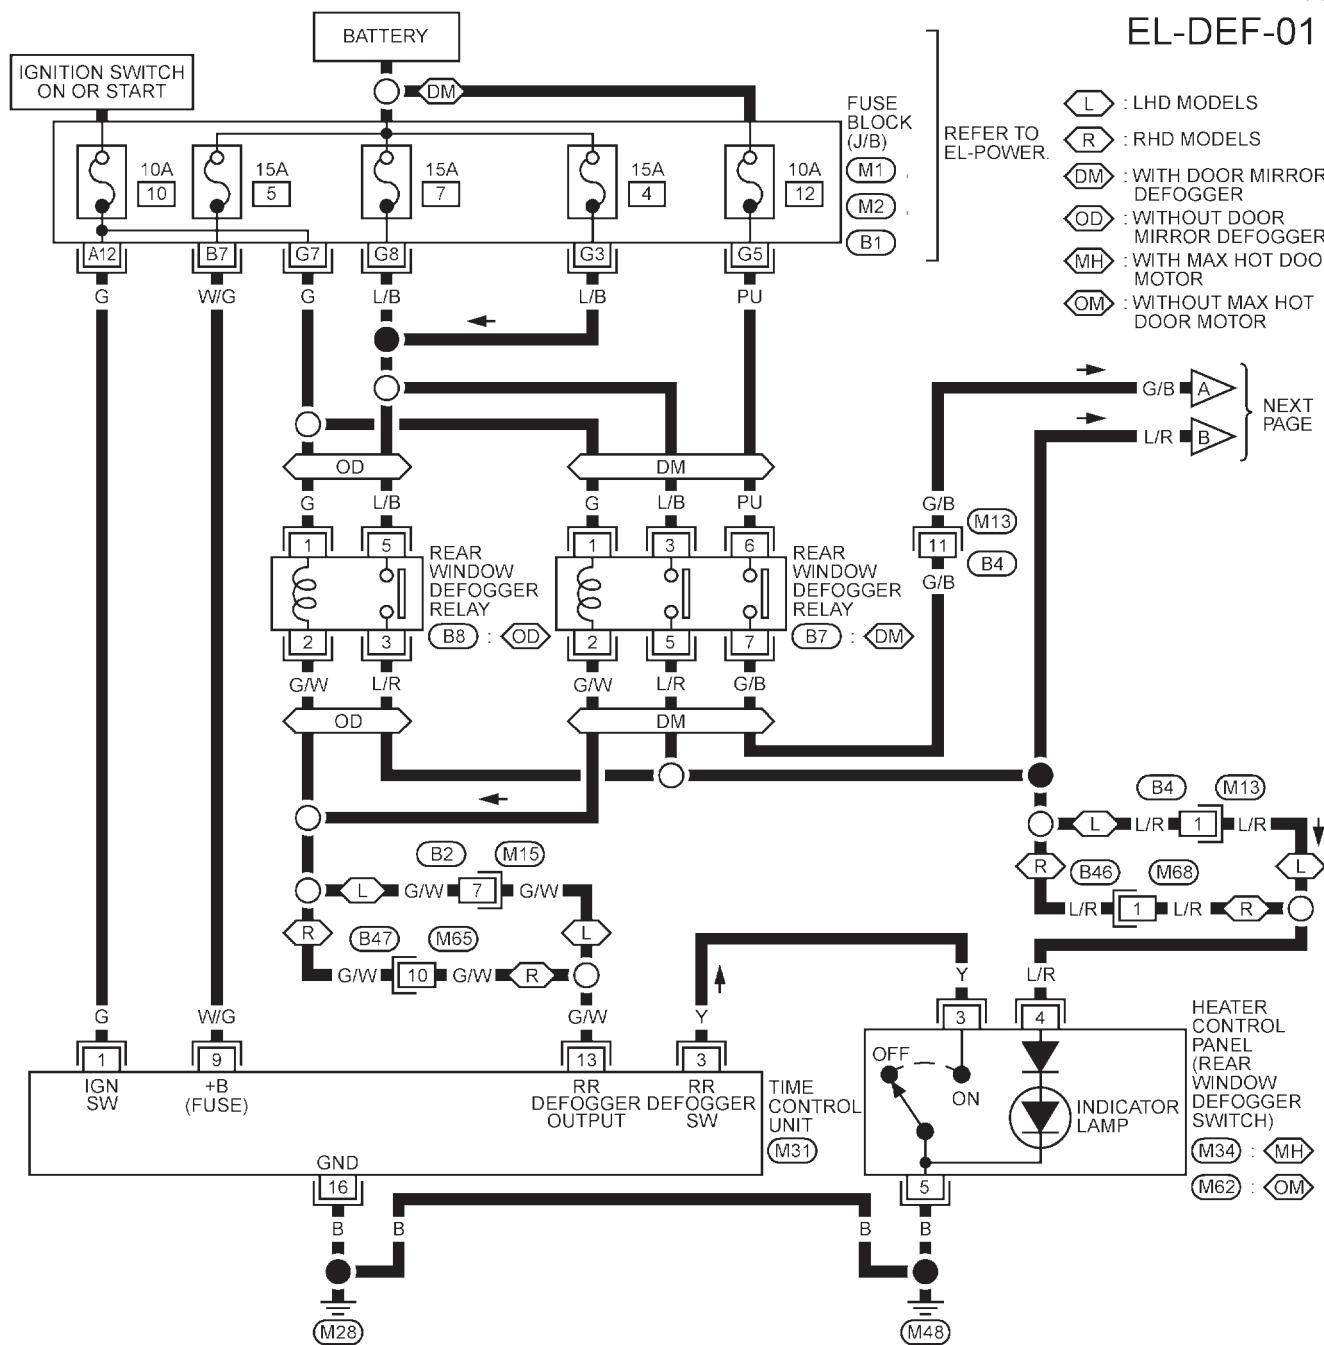 EL-DEF-01
BATTERY
IGNITION SWITCH
ON OR START
DM
FUSE
BLOCK
(J/B)
M1 ,
M2 ,
B1
REFER TO
EL-POWER.
L : LHD MODELS
R : RHD MODELS
DM : WITH DOOR MIRROR
DEFOGGER
OD : WITHOUT DOOR
MIRROR DEFOGGER
MH : WITH MAX HOT DOO
MOTOR
OM : WITHOUT MAX HOT
DOOR MOTOR
10A 15A 15A 15A 10A
10 5 7 4 12
A12 B7 G7 G8 G3 G5
G W/G G L/B L/B PU
G/B A
L/R B
NEXT
PAGE
OD DM
G L/B G L/B PU G/B
M13
1 5 1 3 6 11
B4
G/B
REAR
WINDOW
DEFOGGER
RELAY
B8 : OD
REAR
WINDOW
DEFOGGER
RELAY
B7 : DM
2 3 2 5 7
G/W L/R G/W L/R G/B
OD DM
B4 M13
L L/R 1 L/R
R B46 M68 L
L/R 1 L/R R
B2 M15
L G/W 7 G/W
R B47 M65 L
G/W 10 G/W R
G W/G G/W Y Y L/R
1 9 13 3 3 4
IGN
SW
+B
(FUSE)
RR
DEFOGGER
OUTPUT
RR
DEFOGGER
SW
TIME
CONTROL
UNIT
M31
OFF
ON
INDICATOR
LAMP
HEATER
CONTROL
PANEL
(REAR
WINDOW
DEFOGGER
SWITCH)
M34 : MH
M62 : OM
GND
16 5
B B B B
M28 M48